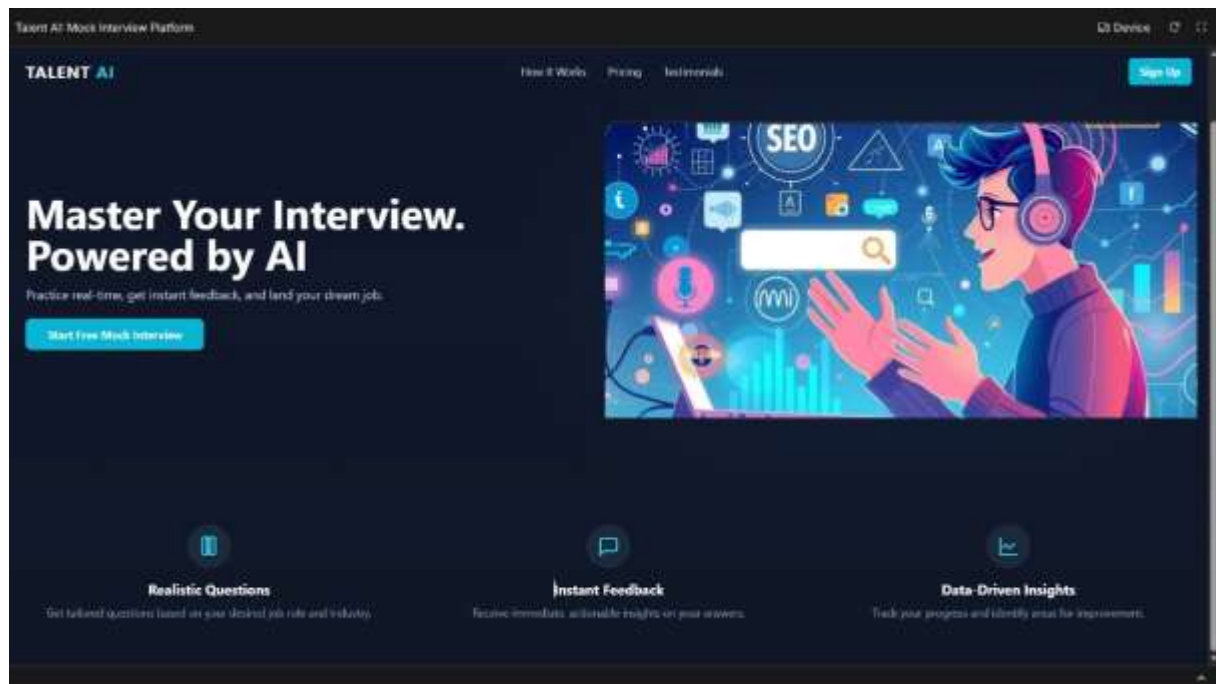 Talent AI: Mock Interview Platform
Device
TALENT AI
How It Works
Pricing
Testimonials
Sign Up
SEO
Master Your Interview.
Powered by AI
Practice real-time, get instant feedback, and land your dream job.
Start Free Mock Interview
Realistic Questions
Instant Feedback
Data-Driven Insights
Get tailored questions based on your desired job role and industry.
Receive immediate, actionable insights on your answers.
Track your progress and identify areas for improvement.